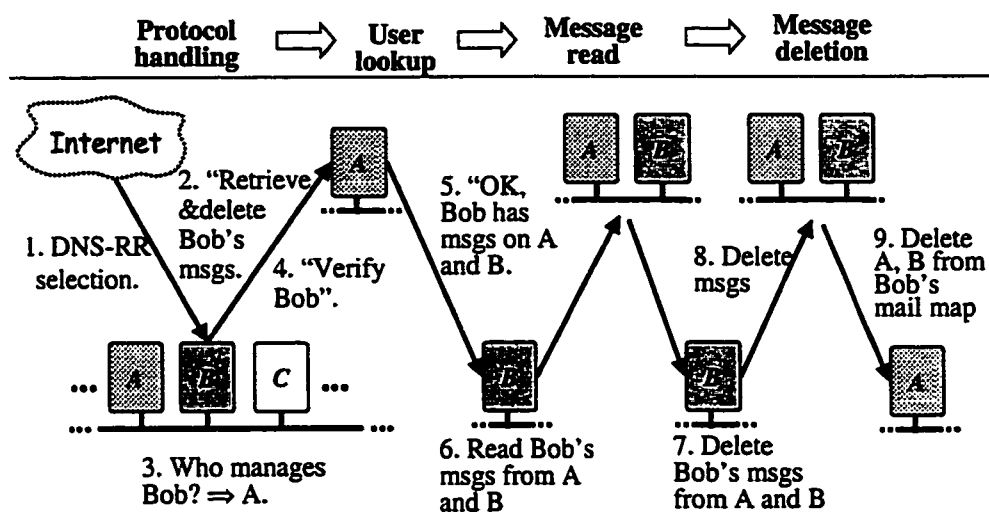 Protocol
handling
User
lookup
Message
read
Message
deletion
Internet
1. DNS-RR
selection.
2. “Retrieve
&delete
Bob's
msgs.
4. “Verify
Bob”.
A
5. “OK,
Bob has
msgs on A
and B.
A
B
8. Delete
msgs
A
B
9. Delete
A, B from
Bob's
mail map
... A B C ...
... ...
3. Who manages
Bob? ⇒ A.
B
6. Read Bob's
msgs from A
and B
B
7. Delete
Bob's msgs
from A and B
A